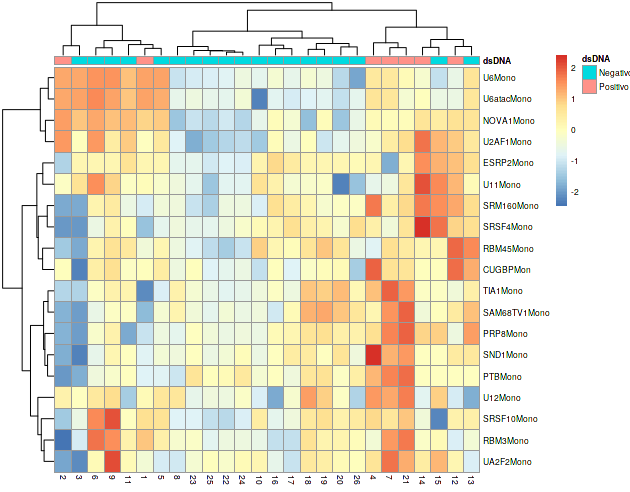 dsDNA
dsDNA
Negativo
Positivo
2
1
0
-1
-2
U6Mono
U6atacMono
NOVA1Mono
U2AF1Mono
ESRP2Mono
U11Mono
SRM160Mono
SRSF4Mono
RBM45Mono
CUGBPMon
TIA1Mono
SAM68TV1Mono
PRP8Mono
SND1Mono
PTBMono
U12Mono
SRSF10Mono
RBM3Mono
UA2F2Mono
2 3 6 9 11 1 5 8 23 25 22 24 10 16 17 18 19 20 26 4 7 21 14 15 12 13